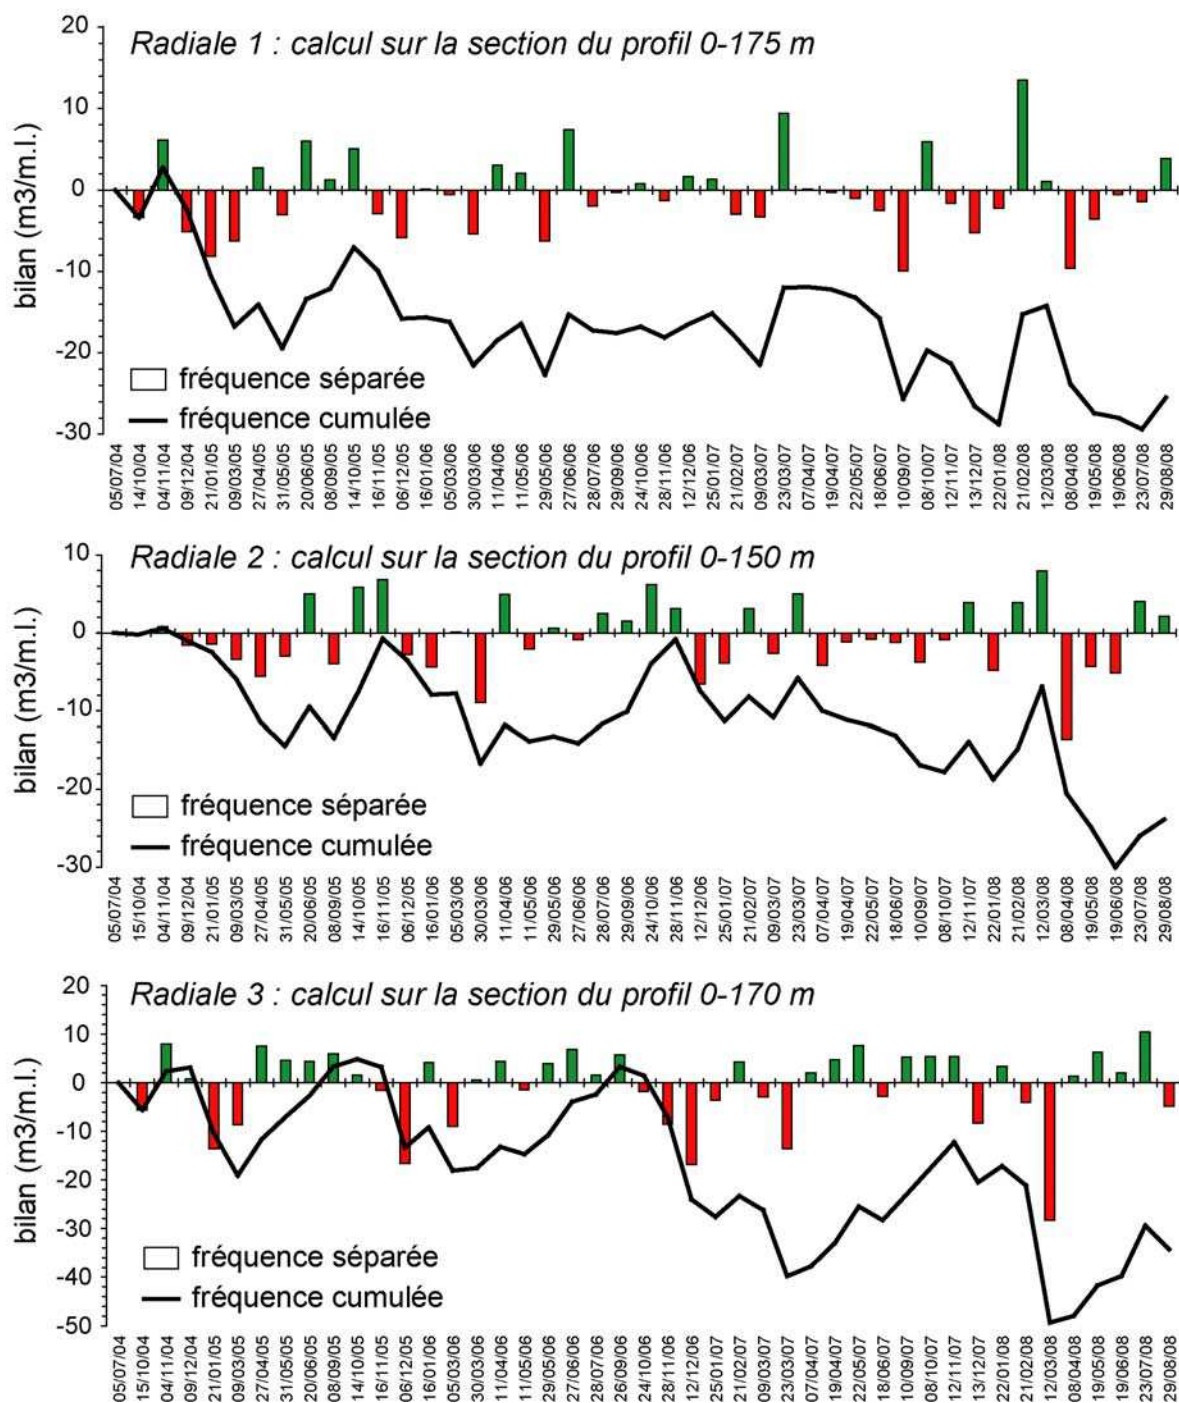 Radiale 1 : calcul sur la section du profil 0-175 m
bilan (m3/m.l.)
20
10
0
-10
-20
-30
fréquence séparée
fréquence cumulée
05/07/04 14/10/04 04/11/04 09/12/04 21/01/05 09/03/05 27/04/05 31/05/05 20/06/05 08/09/05 14/10/05 16/11/05 06/12/05 16/01/06 05/03/06 30/03/06 11/04/06 11/05/06 29/05/06 27/06/06 28/07/06 29/09/06 24/10/06 28/11/06 12/12/06 25/01/07 21/02/07 09/03/07 23/03/07 07/04/07 19/04/07 22/05/07 18/06/07 10/09/07 08/10/07 12/11/07 13/12/07 22/01/08 21/02/08 12/03/08 08/04/08 19/05/08 19/06/08 23/07/08 29/08/08
Radiale 2 : calcul sur la section du profil 0-150 m
bilan (m3/m.l.)
10
0
-10
-20
-30
fréquence séparée
fréquence cumulée
05/07/04 15/10/04 04/11/04 09/12/04 21/01/05 09/03/05 27/04/05 31/05/05 20/06/05 08/09/05 14/10/05 16/11/05 06/12/05 16/01/06 05/03/06 30/03/06 11/04/06 11/05/06 29/05/06 27/06/06 28/07/06 29/09/06 24/10/06 28/11/06 12/12/06 25/01/07 21/02/07 09/03/07 23/03/07 07/04/07 19/04/07 22/05/07 18/06/07 10/09/07 08/10/07 12/11/07 22/01/08 21/02/08 12/03/08 08/04/08 19/05/08 19/06/08 23/07/08 29/08/08
Radiale 3 : calcul sur la section du profil 0-170 m
bilan (m3/m.l.)
20
10
0
-10
-20
-30
-40
-50
fréquence séparée
fréquence cumulée
05/07/04 15/10/04 04/11/04 09/12/04 21/01/05 09/03/05 27/04/05 31/05/05 20/06/05 08/09/05 14/10/05 16/11/05 06/12/05 16/01/06 05/03/06 30/03/06 11/04/06 11/05/06 29/05/06 27/06/06 28/07/06 26/09/06 24/10/06 28/11/06 12/12/06 25/01/07 21/02/07 09/03/07 23/03/07 07/04/07 19/04/07 22/05/07 18/06/07 10/09/07 08/10/07 12/11/07 13/12/07 22/01/08 21/02/08 12/03/08 08/04/08 19/05/08 19/06/08 23/07/08 29/08/08